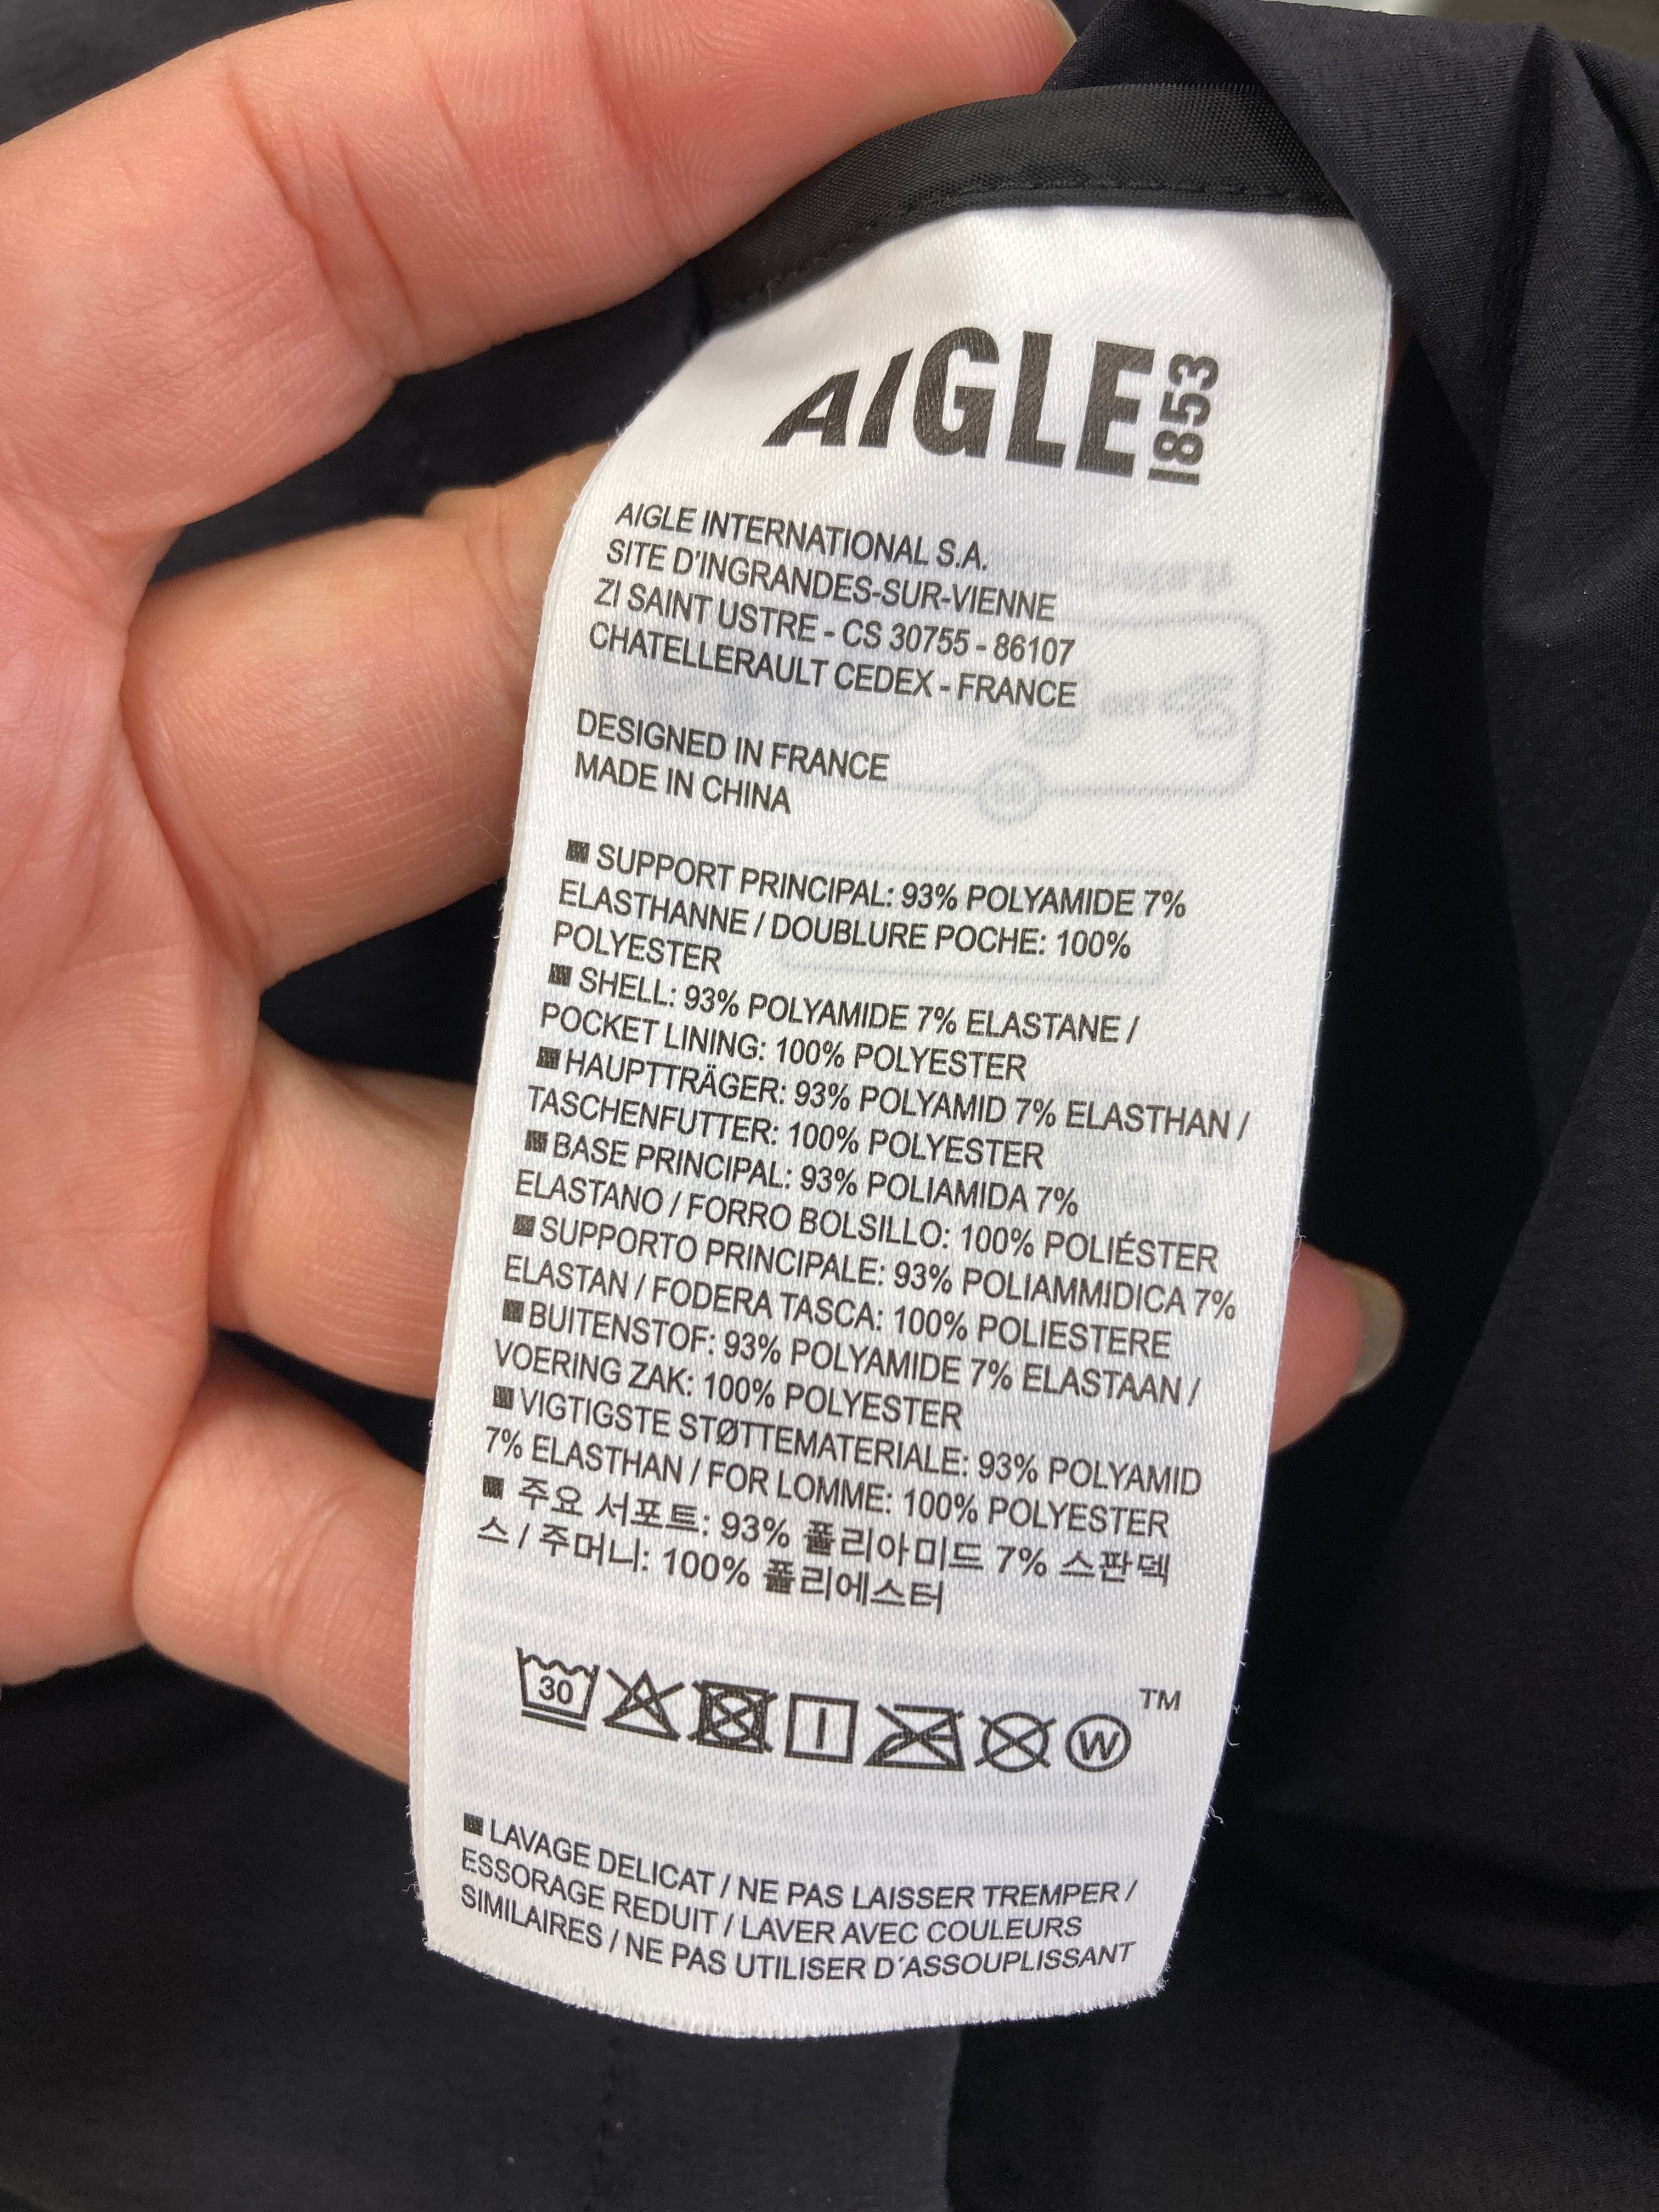 AIGLE 1853
AIGLE INTERNATIONAL S.A.
SITE D'INGRANDES-SUR-VIENNE
ZI SAINT USTRE - CS 30755 - 86107
CHATELLERAULT CEDEX - FRANCE
DESIGNED IN FRANCE
MADE IN CHINA
■ SUPPORT PRINCIPAL: 93% POLYAMIDE 7%
ELASTHANNE / DOUBLURE POCHE: 100%
POLYESTER
■ SHELL: 93% POLYAMIDE 7% ELASTANE /
POCKET LINING: 100% POLYESTER
■ HAUPTTRÄGER: 93% POLYAMID 7% ELASTHAN /
TASCHENFUTTER: 100% POLYESTER
■ BASE PRINCIPAL: 93% POLIAMIDA 7%
ELASTANO / FORRO BOLSILLO: 100% POLIÉSTER
■ SUPPORTO PRINCIPALE: 93% POLIAMMIDICA 7%
ELASTAN / FODERA TASCA: 100% POLIESTERE
■ BUITENSTOF: 93% POLYAMIDE 7% ELASTAAN /
VOERING ZAK: 100% POLYESTER
■ VIGTIGSTE STØTTEMATERIALE: 93% POLYAMID
7% ELASTHAN / FOR LOMME: 100% POLYESTER
■ 주요 서포트: 93% 폴리아미드 7% 스판덱
스 / 주머니: 100% 폴리에스터
30 W TM
■ LAVAGE DELICAT / NE PAS LAISSER TREMPER /
ESSORAGE REDUIT / LAVER AVEC COULEURS
SIMILAIRES / NE PAS UTILISER D'ASSOUPLISSANT